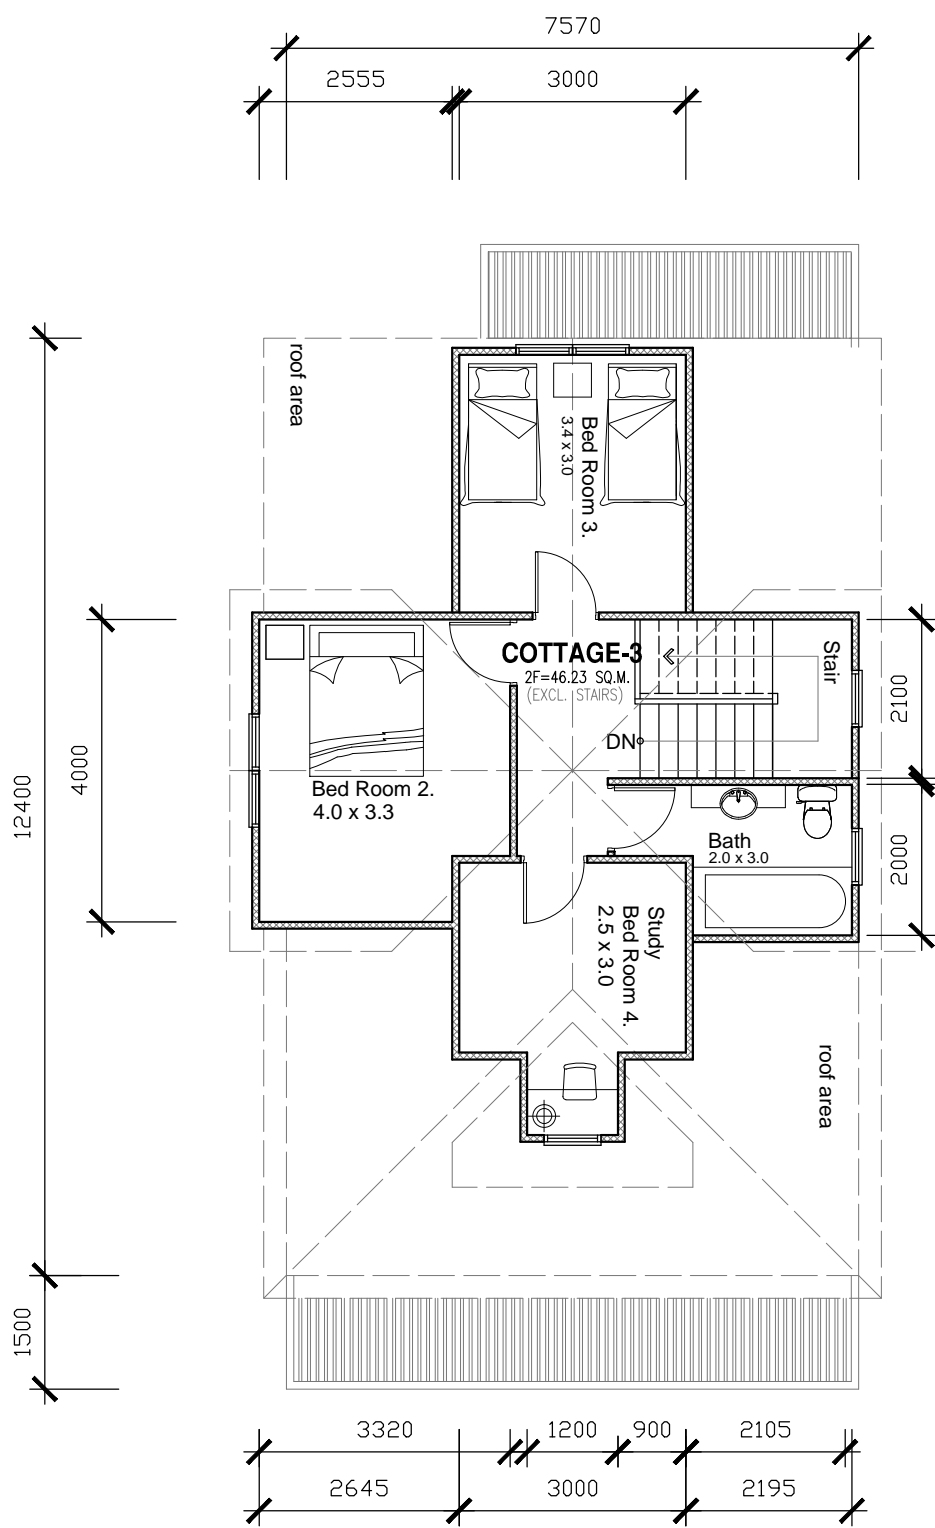 7570
2555
3000
roof area
Bed Room 3.
3.4 x 3.0
COTTAGE-3
2F=46.23 SQ.M.
(EXCL. STAIRS)
Stair
DN
2100
12400
4000
Bed Room 2.
4.0 x 3.3
Bath
2.0 x 3.0
2000
Study
Bed Room 4.
2.5 x 3.0
roof area
1500
3320
1200
900
2105
2645
3000
2195